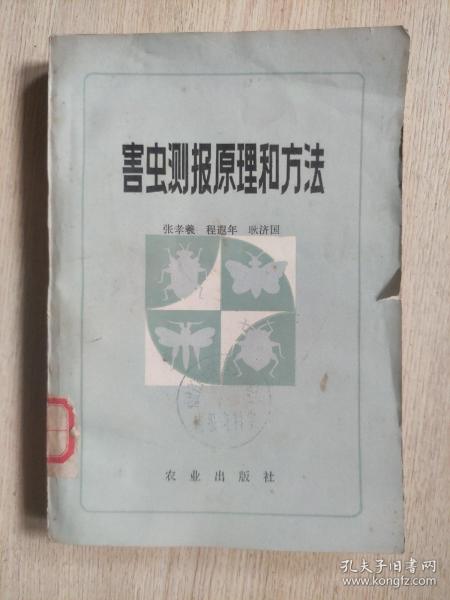 害虫测报原理和方法
张孝羲 程遐年 耿济国
农业出版社
孔夫子旧书网
www.kongfz.com